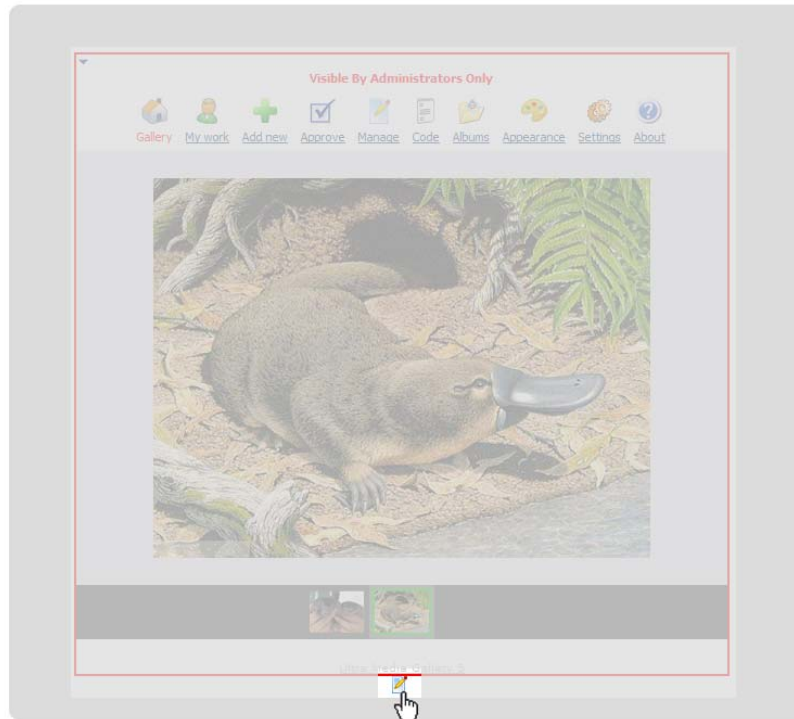 Visible By Administrators Only
Gallery My work Add new Approve Manage Code Albums Appearance Settings About
Ultra Media Gallery 5